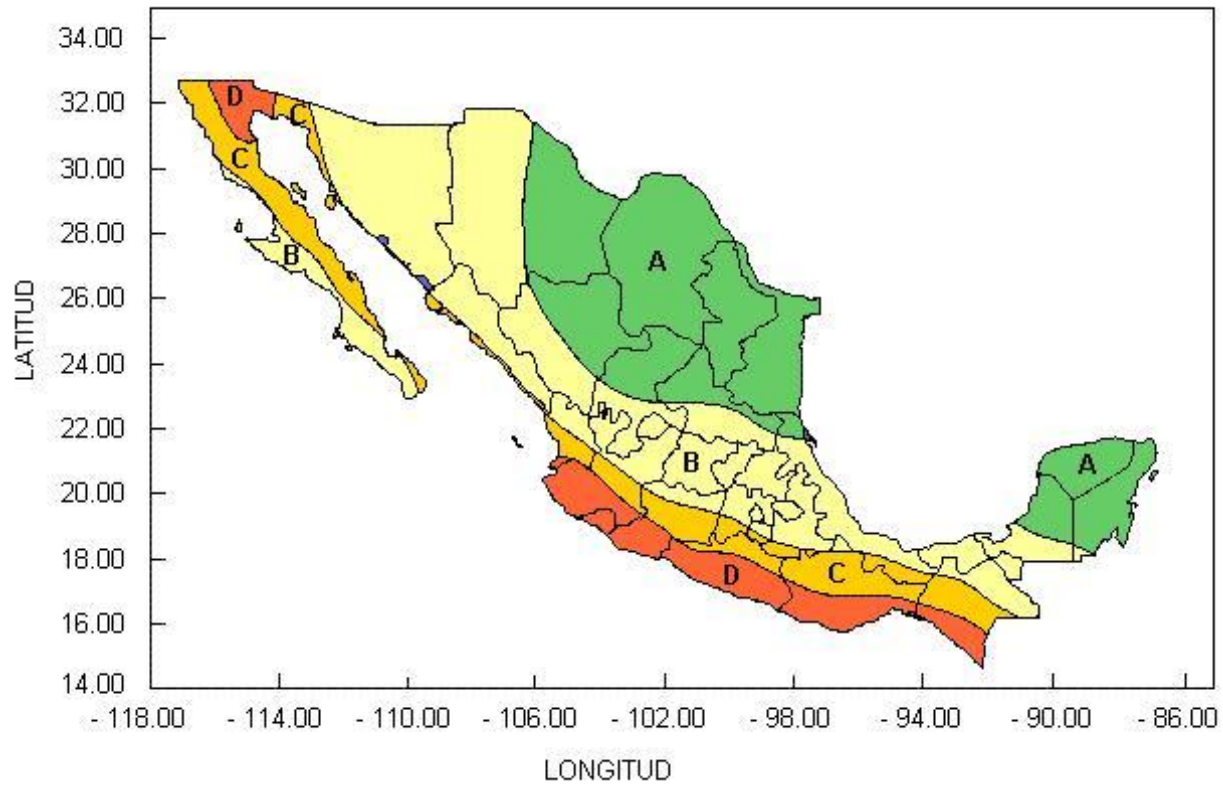 34.00
32.00
30.00
28.00
26.00
24.00
22.00
20.00
18.00
16.00
14.00
LATITUD
D
C
C
B
A
B
A
D
C
- 118.00 - 114.00 - 110.00 - 106.00 - 102.00 - 98.00 - 94.00 - 90.00 - 86.00
LONGITUD